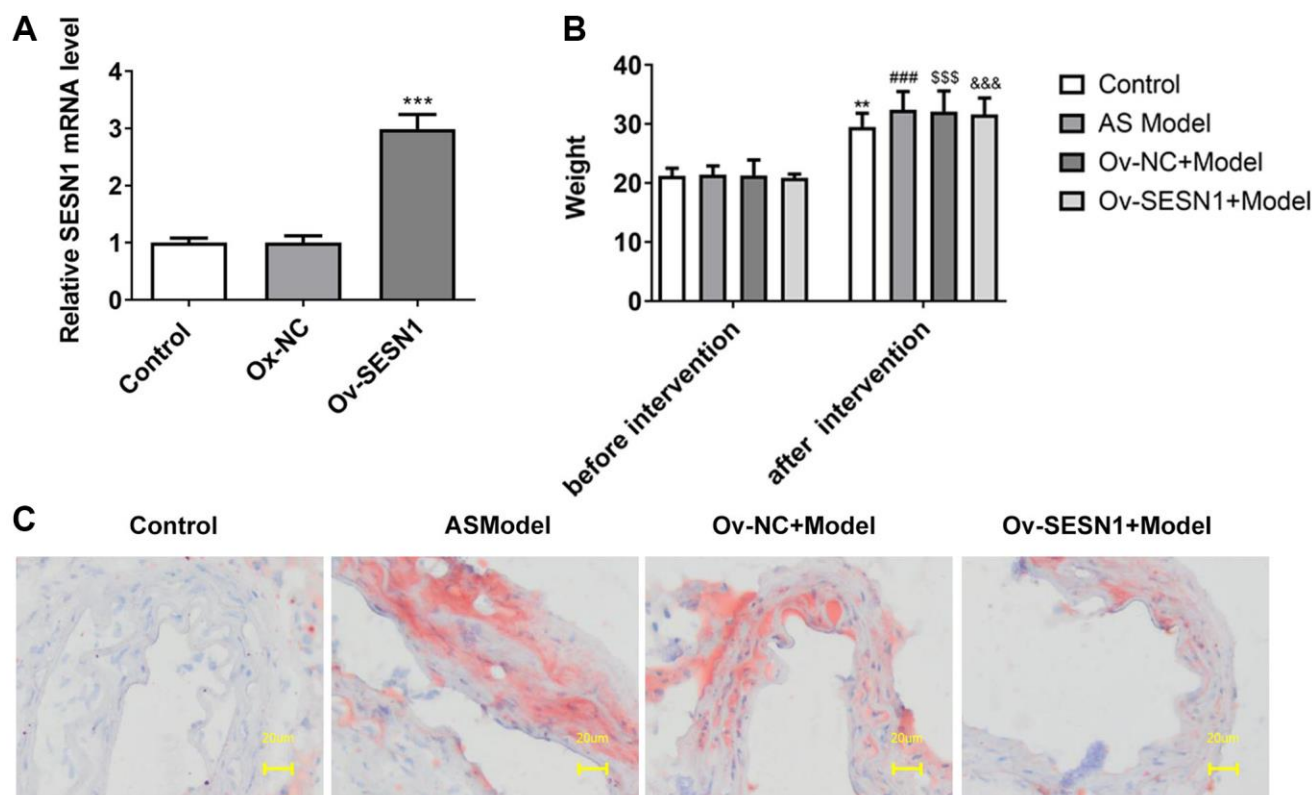 A
Relative SESN1 mRNA level
4
3
2
1
0
***
Control
Ox-NC
Ov-SESN1
B
Weight
40
30
20
10
0
**
###
$$$
&&&
before intervention
after intervention
Control
AS Model
Ov-NC+Model
Ov-SESN1+Model
C
Control
ASModel
Ov-NC+Model
Ov-SESN1+Model
20um
20um
20um
20um